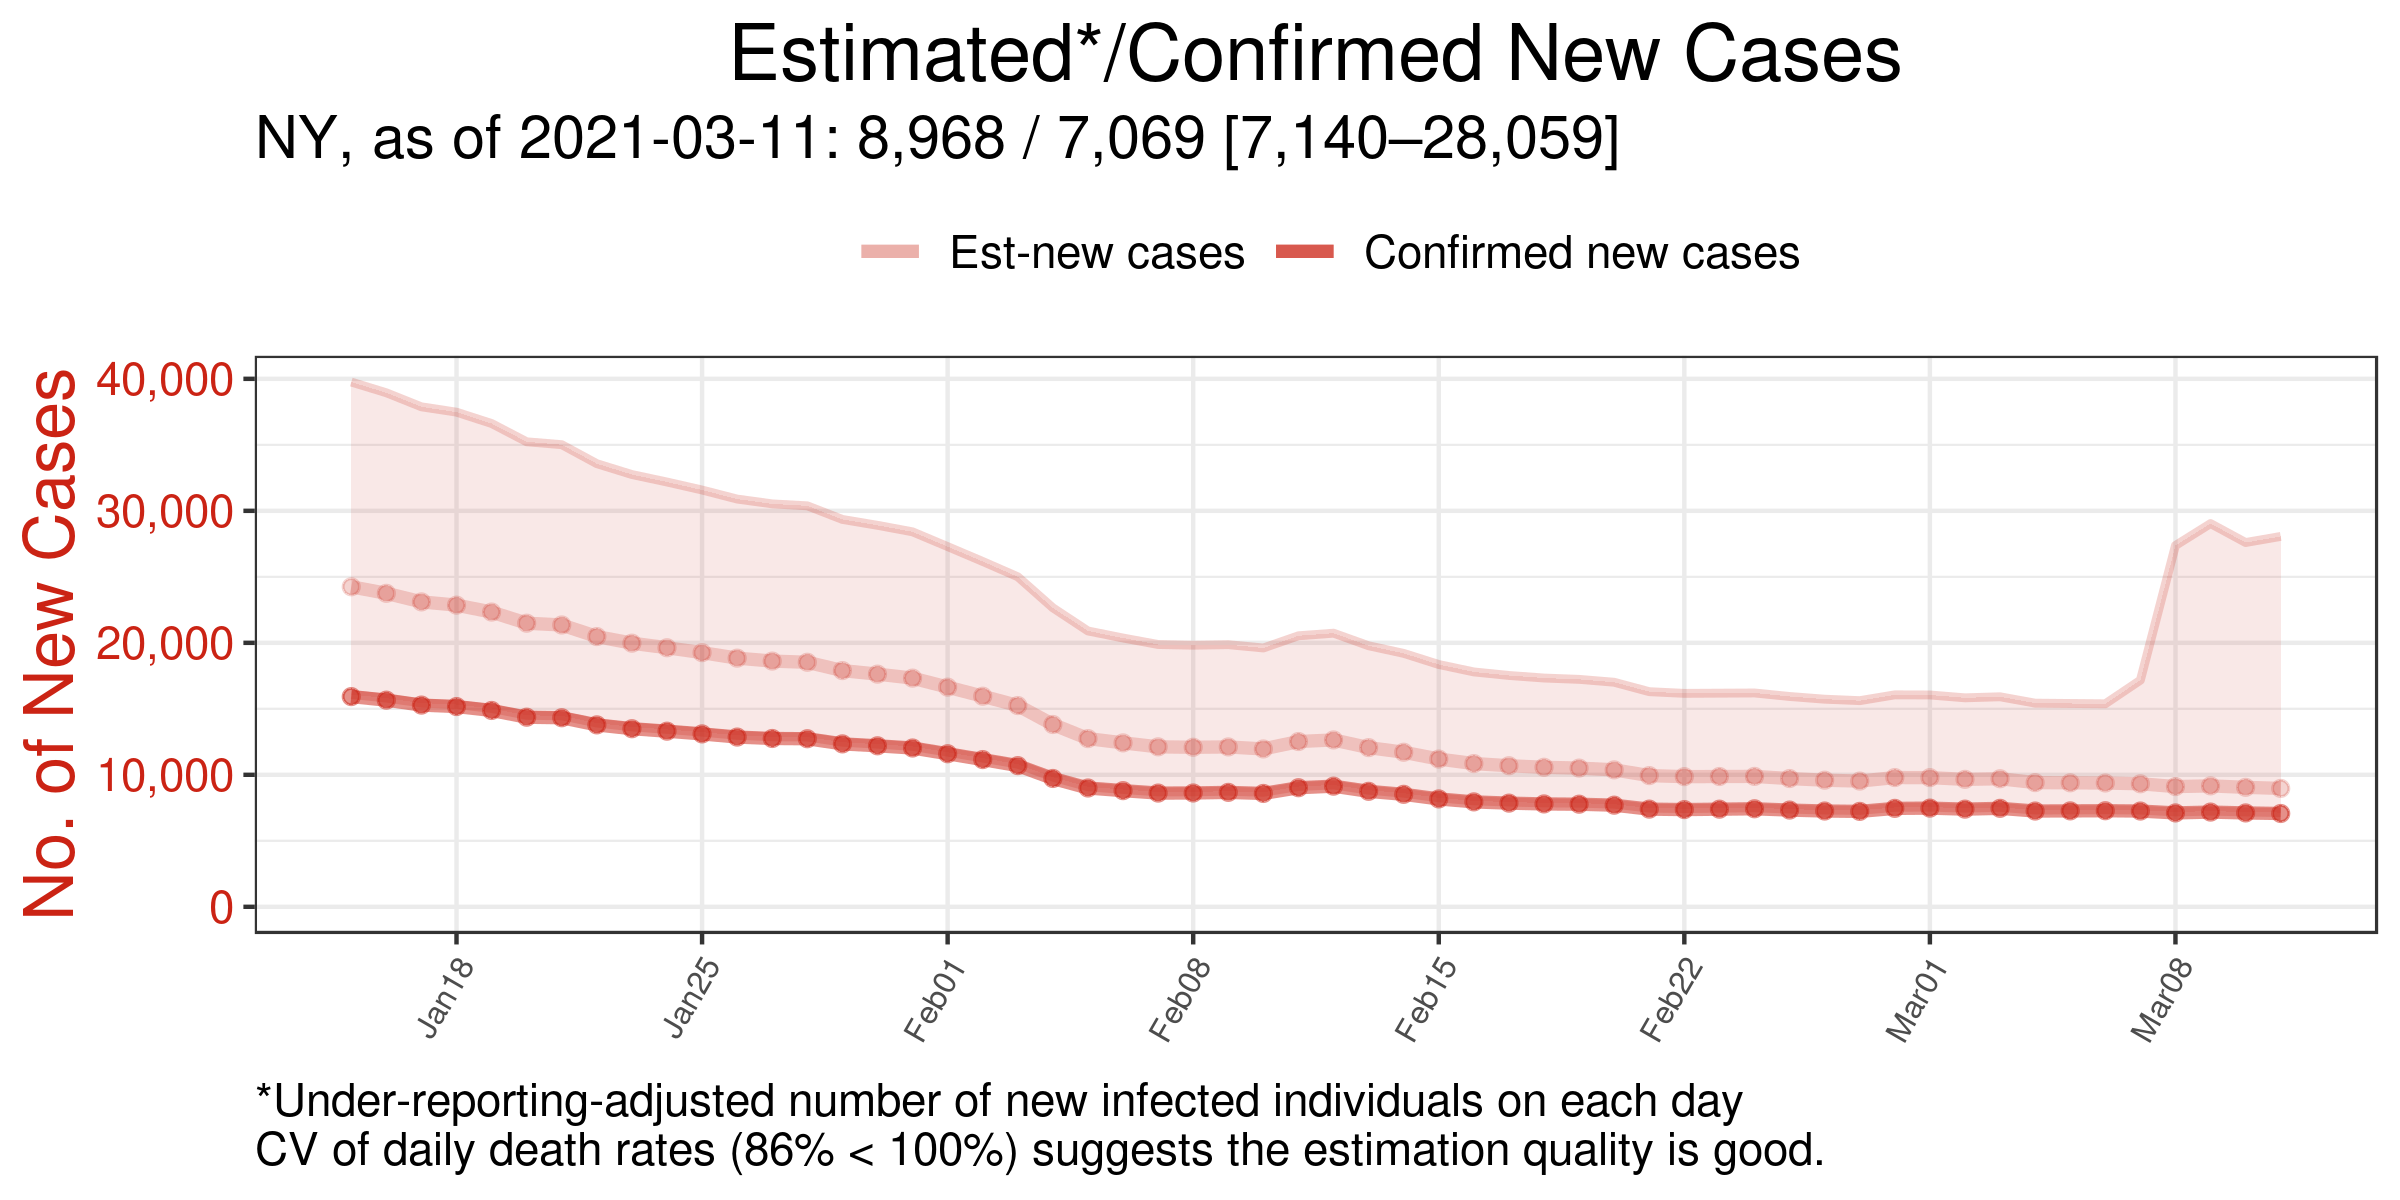 Estimated*/Confirmed New Cases
NY, as of 2021-03-11: 8,968 / 7,069 [7,140–28,059]
Est-new cases
Confirmed new cases
No. of New Cases
40,000
30,000
20,000
10,000
0
Jan18
Jan25
Feb01
Feb08
Feb15
Feb22
Mar01
Mar08
*Under-reporting-adjusted number of new infected individuals on each day
CV of daily death rates (86% < 100%) suggests the estimation quality is good.